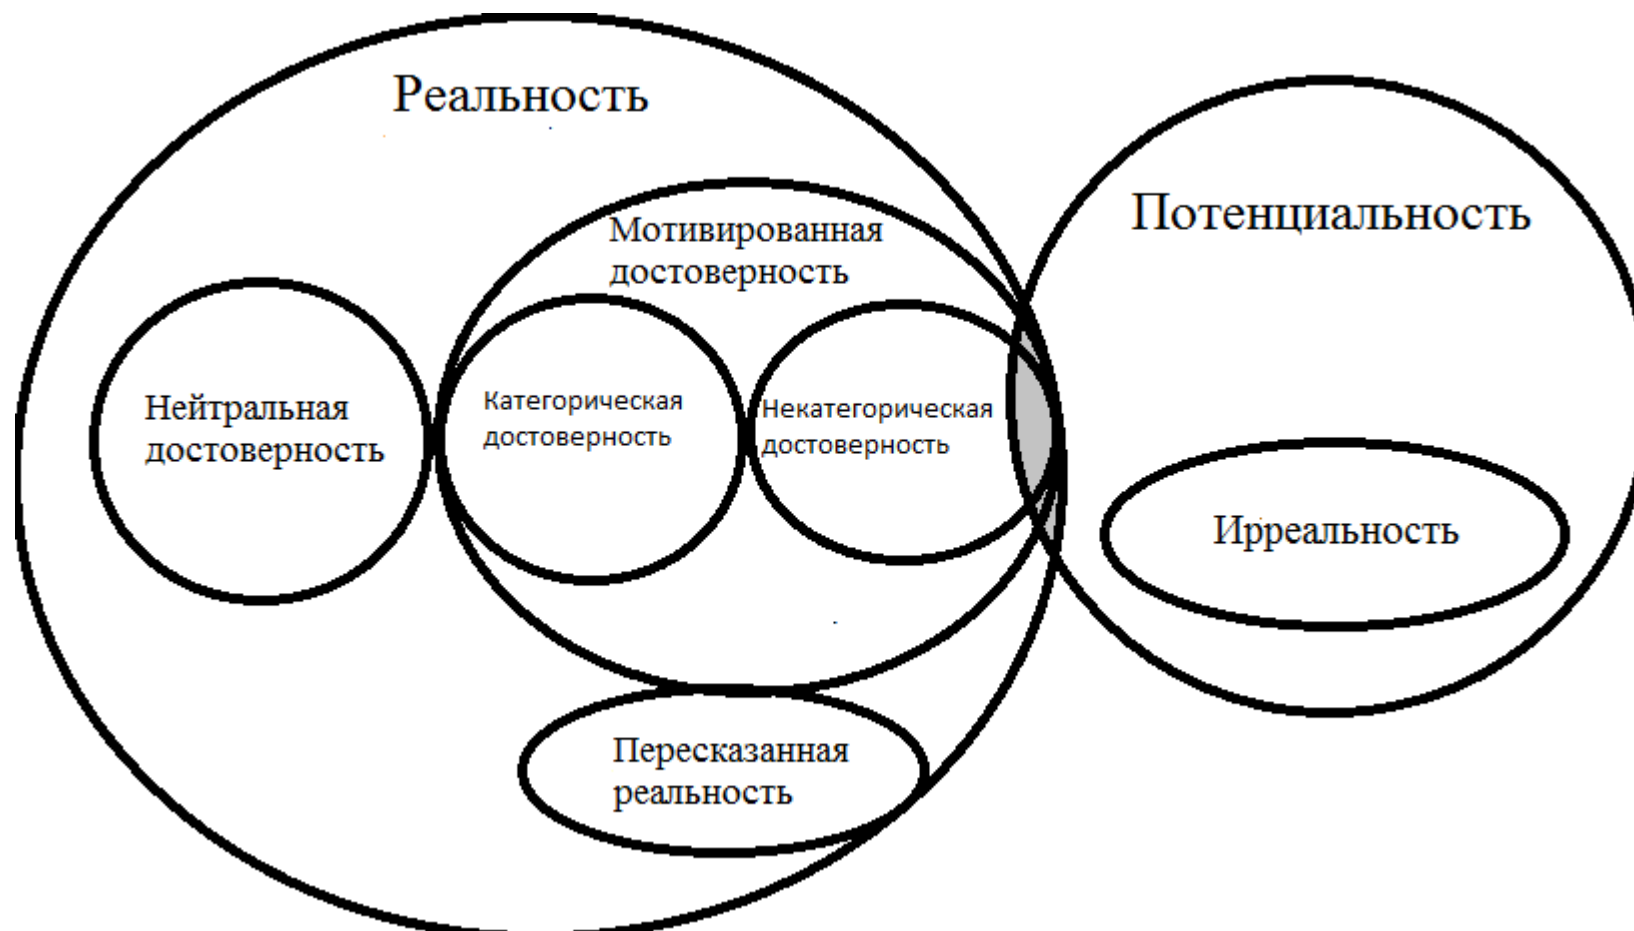 Реальность
Потенциальность
Мотивированная
достоверность
Нейтральная
достоверность
Категорическая
достоверность
Некатегорическая
достоверность
Ирреальность
Пересказанная
реальность